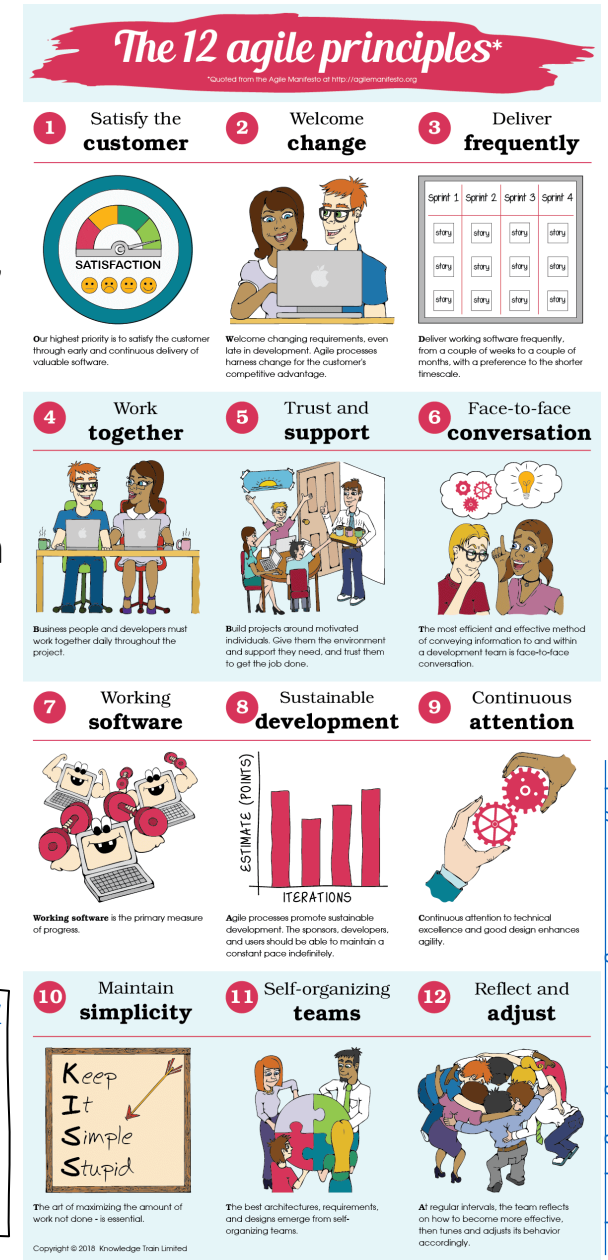 The 12 agile principles*
*Quoted from the Agile Manifesto at http://agilemanifesto.org
1
Satisfy the
customer
2
Welcome
change
3
Deliver
frequently
SATISFACTION
Sprint 1 Sprint 2 Sprint 3 Sprint 4
story story story story
story story story story
story story story story
Our highest priority is to satisfy the customer
through early and continuous delivery of
valuable software.
Welcome changing requirements, even
late in development. Agile processes
harness change for the customer's
competitive advantage.
Deliver working software frequently,
from a couple of weeks to a couple of
months, with a preference to the shorter
timescale.
4
Work
together
5
Trust and
support
6
Face-to-face
conversation
Business people and developers must
work together daily throughout the
project.
Build projects around motivated
individuals. Give them the environment
and support they need, and trust them
to get the job done.
The most efficient and effective method
of conveying information to and within
a development team is face-to-face
conversation.
7
Working
software
8
Sustainable
development
9
Continuous
attention
ESTIMATE (POINTS)
ITERATIONS
Working software is the primary measure
of progress.
Agile processes promote sustainable
development. The sponsors, developers,
and users should be able to maintain a
constant pace indefinitely.
Continuous attention to technical
excellence and good design enhances
agility.
10
Maintain
simplicity
11
Self-organizing
teams
12
Reflect and
adjust
Keep
It
Simple
Stupid
The art of maximizing the amount of
work not done - is essential.
The best architectures, requirements,
and designs emerge from self-
organizing teams.
At regular intervals, the team reflects
on how to become more effective,
then tunes and adjusts its behavior
accordingly.
Copyright © 2018 Knowledge Train Limited